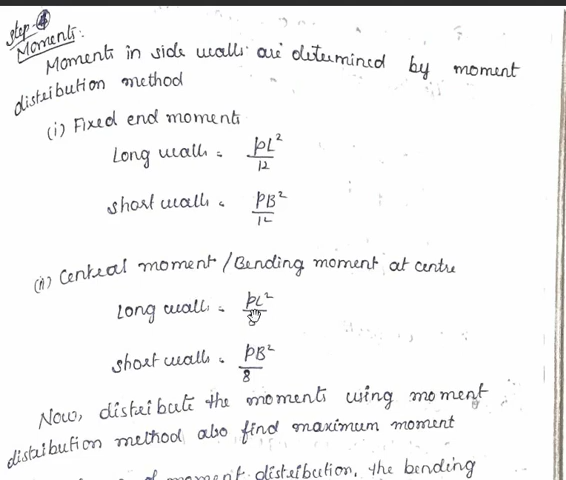 Step-4
Moments:
Moments in side walls are determined by moment
distribution method
(i) Fixed end moments
Long wall = pL²/12
short wall = PB²/12
(ii) Central moment / Bending moment at centre
Long wall = pL²/8
short wall = PB²/8
Now, distribute the moments using moment
distribution method also find maximum moment
of moment distribution, the bending